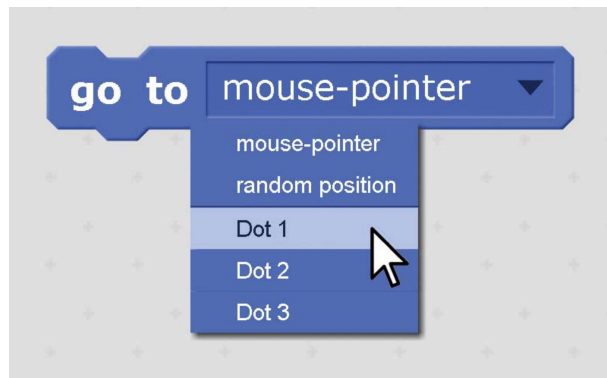 go to mouse-pointer
mouse-pointer
random position
Dot 1
Dot 2
Dot 3